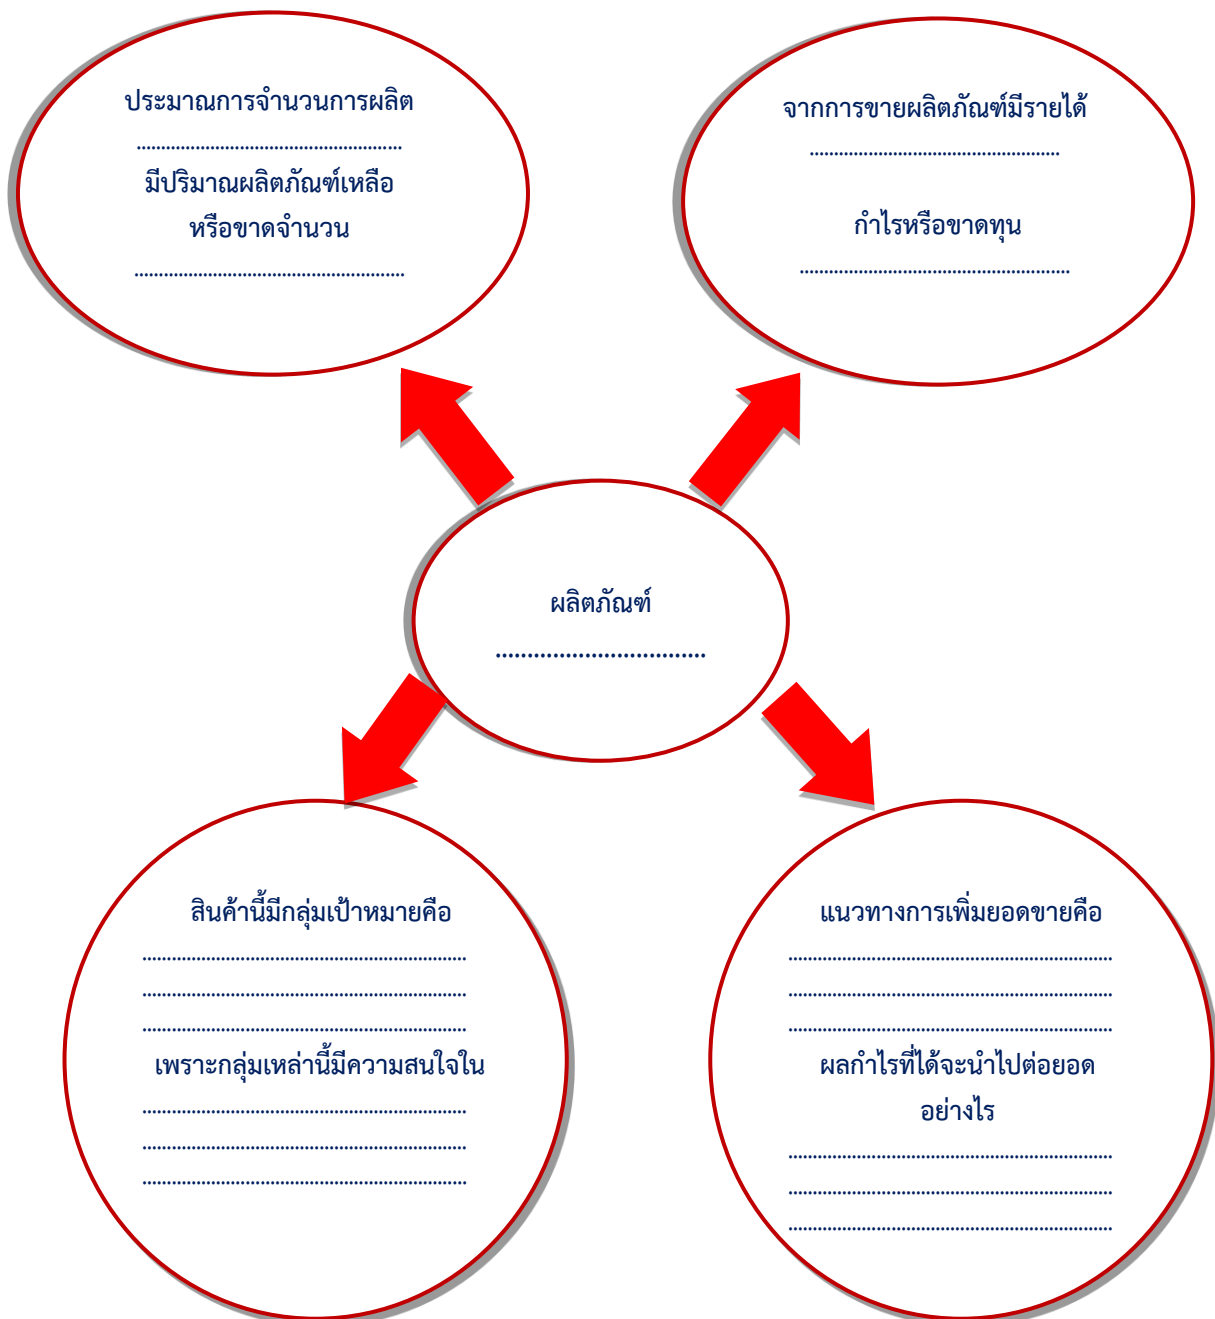 ประมาณการจำนวนการผลิต
......................................................
มีปริมาณผลิตภัณฑ์เหลือ
หรือขาดจำนวน
.......................................................
จากการขายผลิตภัณฑ์มีรายได้
...................................................
กำไรหรือขาดทุน
.......................................................
ผลิตภัณฑ์
.................................
สินค้านี้มีกลุ่มเป้าหมายคือ
..................................................................
..................................................................
..................................................................
เพราะกลุ่มเหล่านี้มีความสนใจใน
..................................................................
..................................................................
..................................................................
แนวทางการเพิ่มยอดขายคือ
..................................................................
..................................................................
..................................................................
ผลกำไรที่ได้จะนำไปต่อยอด
อย่างไร
..................................................................
..................................................................
..................................................................